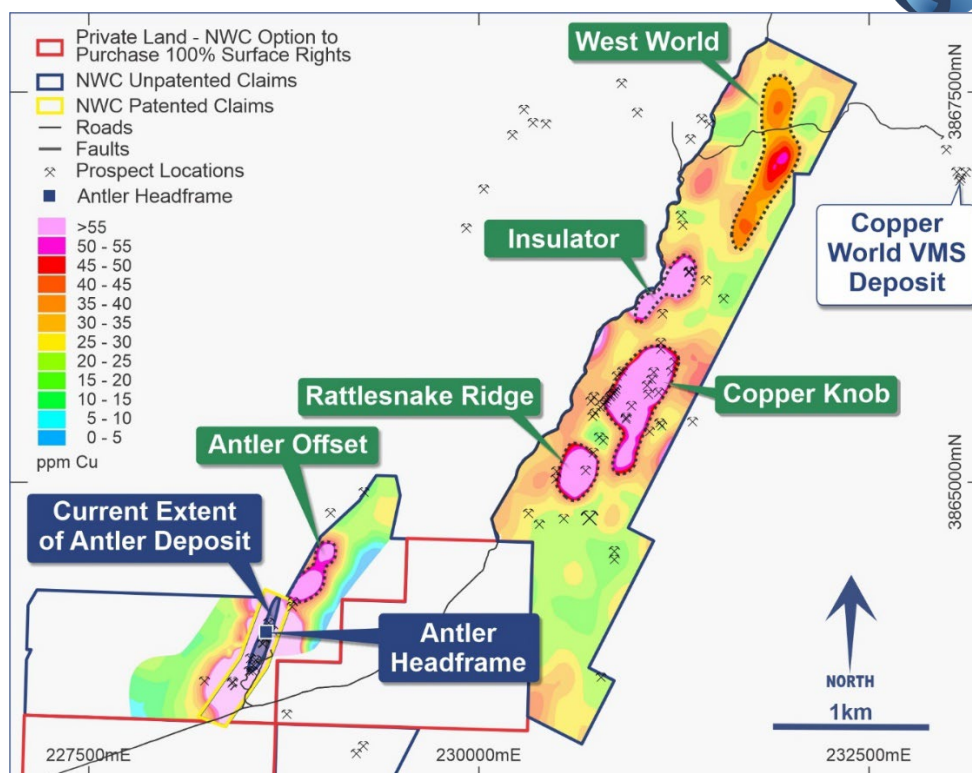 Private Land - NWC Option to
Purchase 100% Surface Rights
NWC Unpatented Claims
NWC Patented Claims
Roads
Faults
Prospect Locations
Antler Headframe
>55
50 - 55
45 - 50
40 - 45
35 - 40
30 - 35
25 - 30
20 - 25
15 - 20
10 - 15
5 - 10
0 - 5
ppm Cu
West World
3867500mN
Copper
World VMS
Deposit
Insulator
Rattlesnake Ridge
Copper Knob
Antler Offset
3865000mN
Current Extent
of Antler Deposit
Antler
Headframe
NORTH
1km
227500mE
230000mE
232500mE